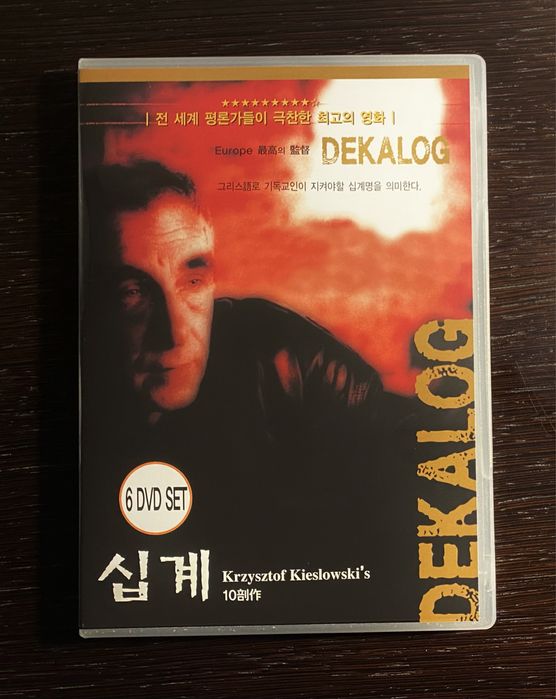 ★★★★★★★★★☆
| 전 세계 평론가들이 극찬한 최고의 영화 |
Europe 最高의 監督 DEKALOG
그리스語로 기독교인이 지켜야할 십계명을 의미한다.
DEKALOG
6 DVD SET
십계 Krzysztof Kieslowski's
10剖作